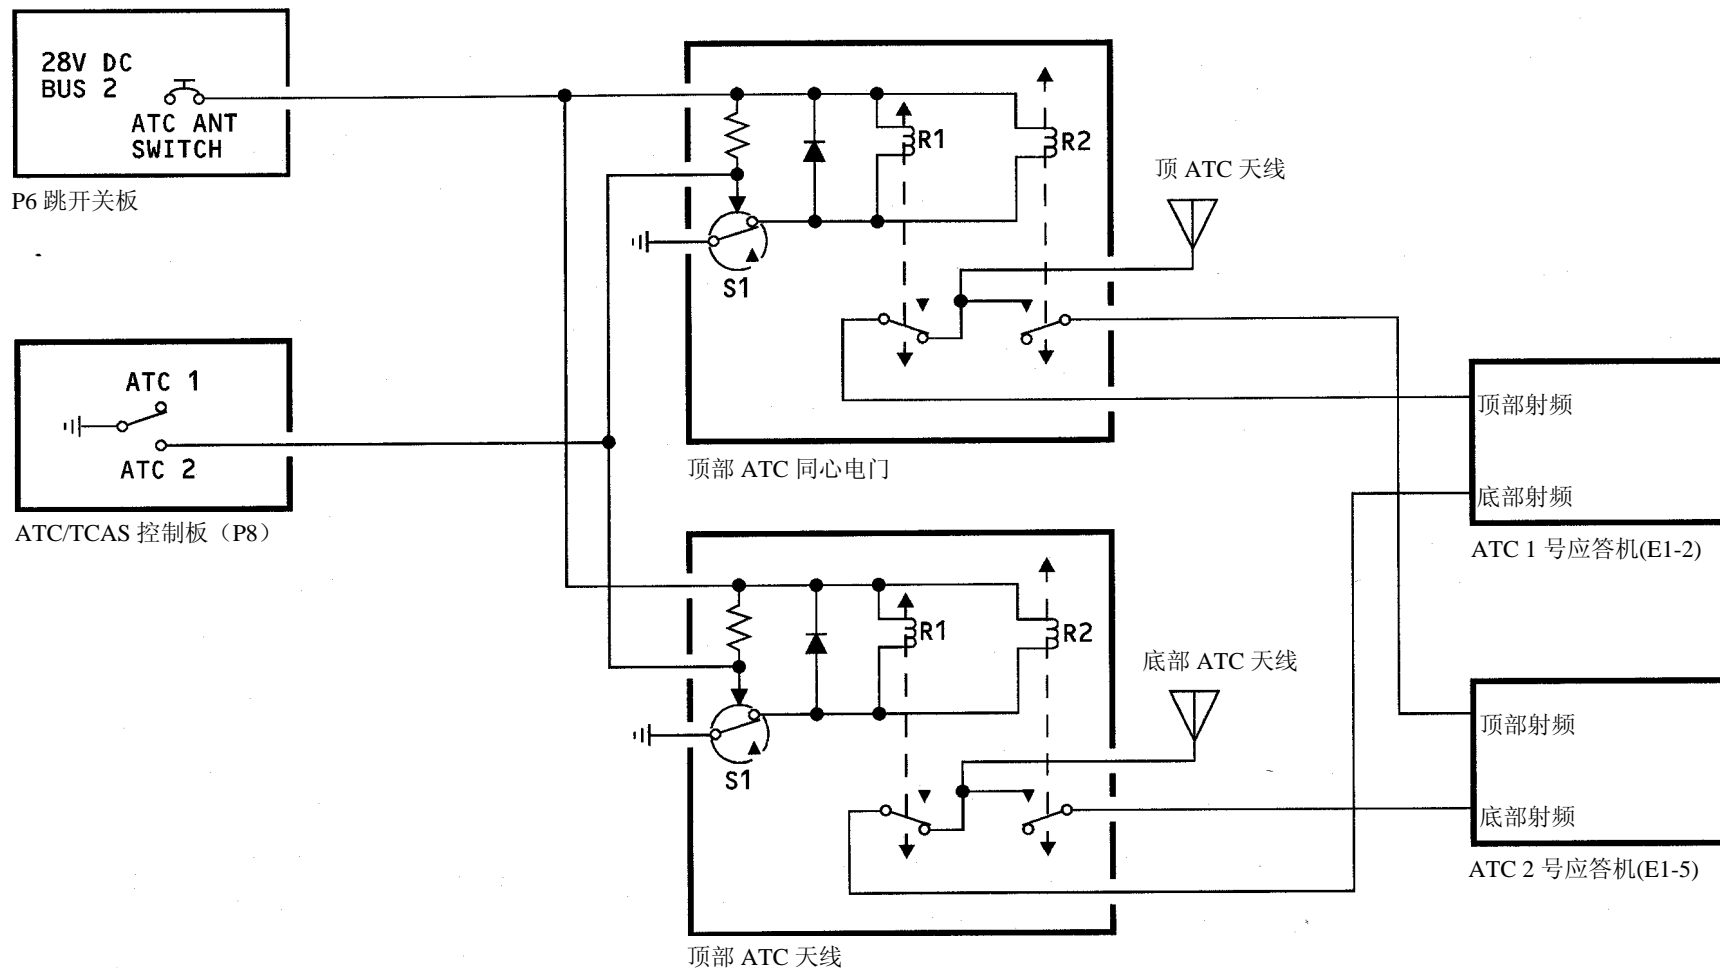 28V DC
BUS 2
ATC ANT
SWITCH
P6 跳开关板
ATC 1
ATC 2
ATC/TCAS 控制板（P8）
R1
R2
S1
顶 ATC 天线
顶部 ATC 同心电门
R1
R2
S1
底部 ATC 天线
顶部 ATC 天线
顶部射频
底部射频
ATC 1 号应答机(E1-2)
顶部射频
底部射频
ATC 2 号应答机(E1-5)